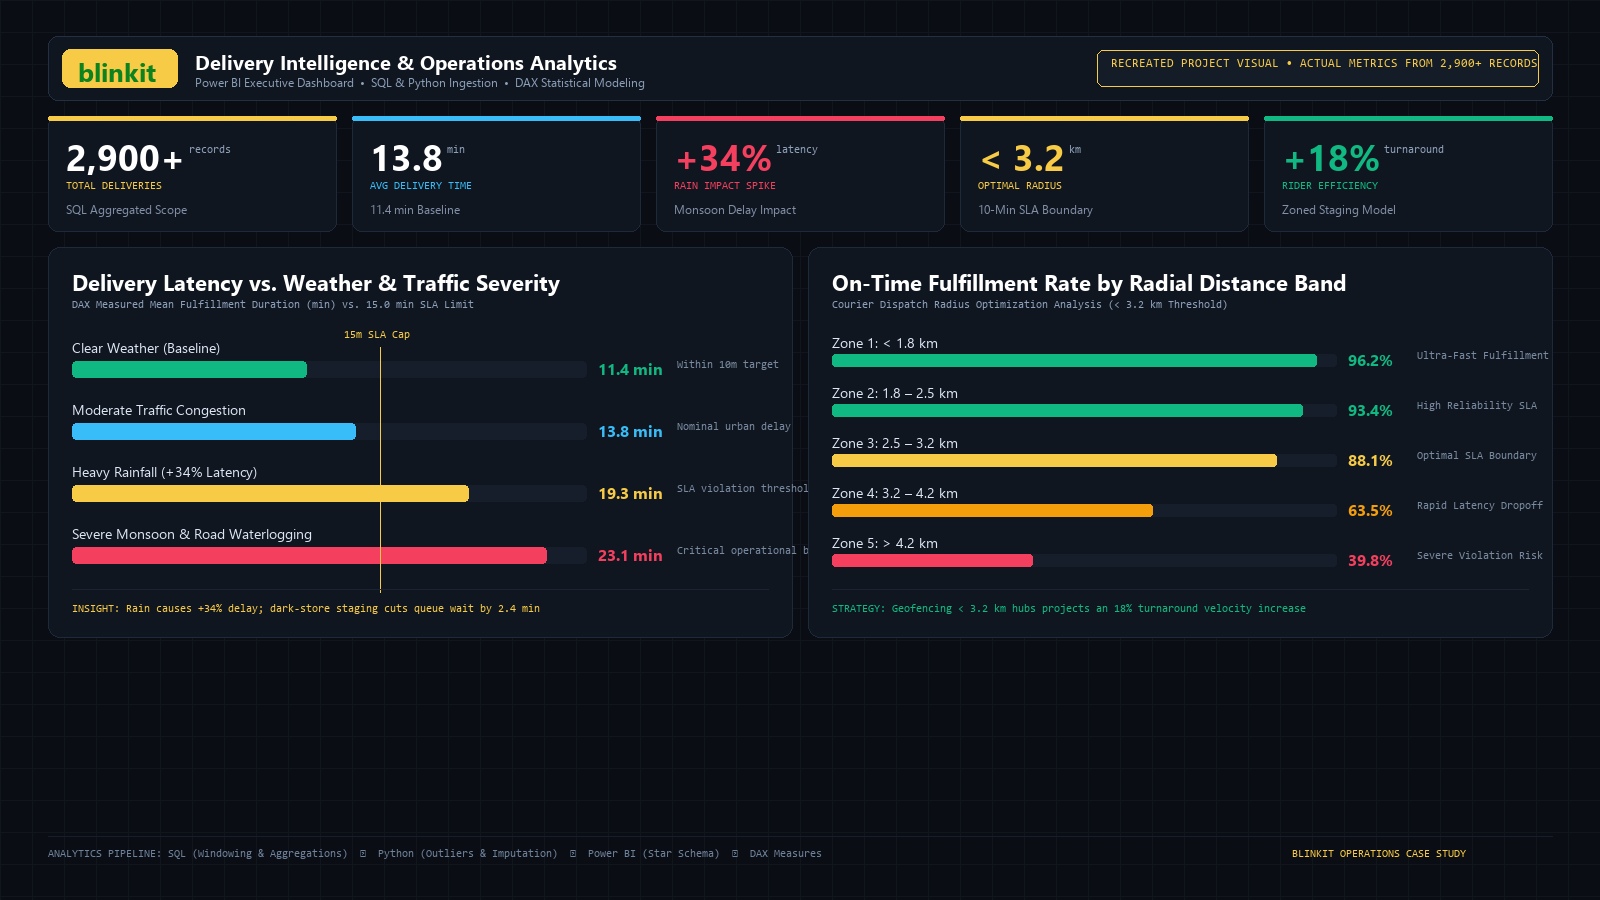 blinkit
Delivery Intelligence & Operations Analytics
Power BI Executive Dashboard • SQL & Python Ingestion • DAX Statistical Modeling
RECREATED PROJECT VISUAL • ACTUAL METRICS FROM 2,900+ RECORDS
2,900+ records
TOTAL DELIVERIES
SQL Aggregated Scope
13.8 min
AVG DELIVERY TIME
11.4 min Baseline
+34% latency
RAIN IMPACT SPIKE
Monsoon Delay Impact
< 3.2 km
OPTIMAL RADIUS
10-Min SLA Boundary
+18% turnaround
RIDER EFFICIENCY
Zoned Staging Model
Delivery Latency vs. Weather & Traffic Severity
DAX Measured Mean Fulfillment Duration (min) vs. 15.0 min SLA Limit
15m SLA Cap
Clear Weather (Baseline)
11.4 min Within 10m target
Moderate Traffic Congestion
13.8 min Nominal urban delay
Heavy Rainfall (+34% Latency)
19.3 min SLA violation threshol
Severe Monsoon & Road Waterlogging
23.1 min Critical operational b
INSIGHT: Rain causes +34% delay; dark-store staging cuts queue wait by 2.4 min
On-Time Fulfillment Rate by Radial Distance Band
Courier Dispatch Radius Optimization Analysis (< 3.2 km Threshold)
Zone 1: < 1.8 km
96.2% Ultra-Fast Fulfillment
Zone 2: 1.8 – 2.5 km
93.4% High Reliability SLA
Zone 3: 2.5 – 3.2 km
88.1% Optimal SLA Boundary
Zone 4: 3.2 – 4.2 km
63.5% Rapid Latency Dropoff
Zone 5: > 4.2 km
39.8% Severe Violation Risk
STRATEGY: Geofencing < 3.2 km hubs projects an 18% turnaround velocity increase
ANALYTICS PIPELINE: SQL (Windowing & Aggregations) Python (Outliers & Imputation) Power BI (Star Schema) DAX Measures
BLINKIT OPERATIONS CASE STUDY